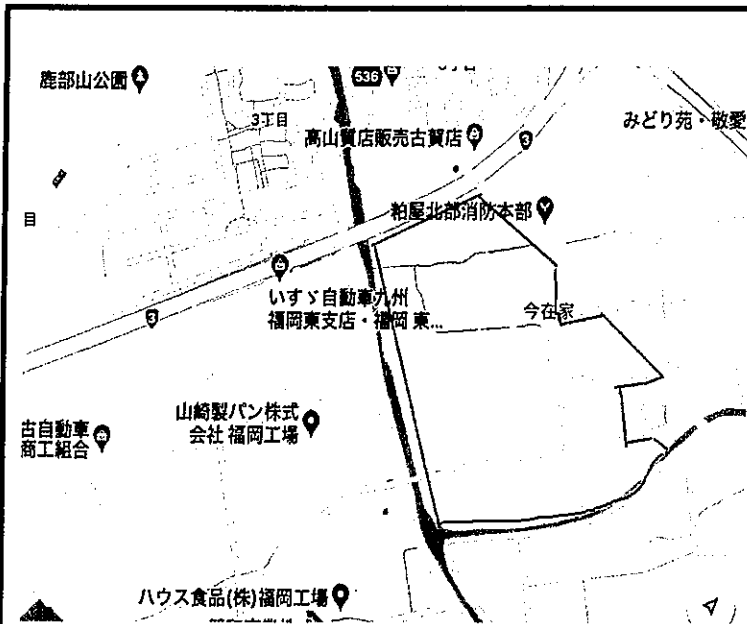 鹿部山公園
536
3丁目
高山質店販売古賀店
3
みどり苑・敬愛
目
粕屋北部消防本部
いすゞ自動車九州
福岡東支店・福岡 東...
今在家
3
山崎製パン株式
会社 福岡工場
古自動車
商工組合
ハウス食品(株)福岡工場